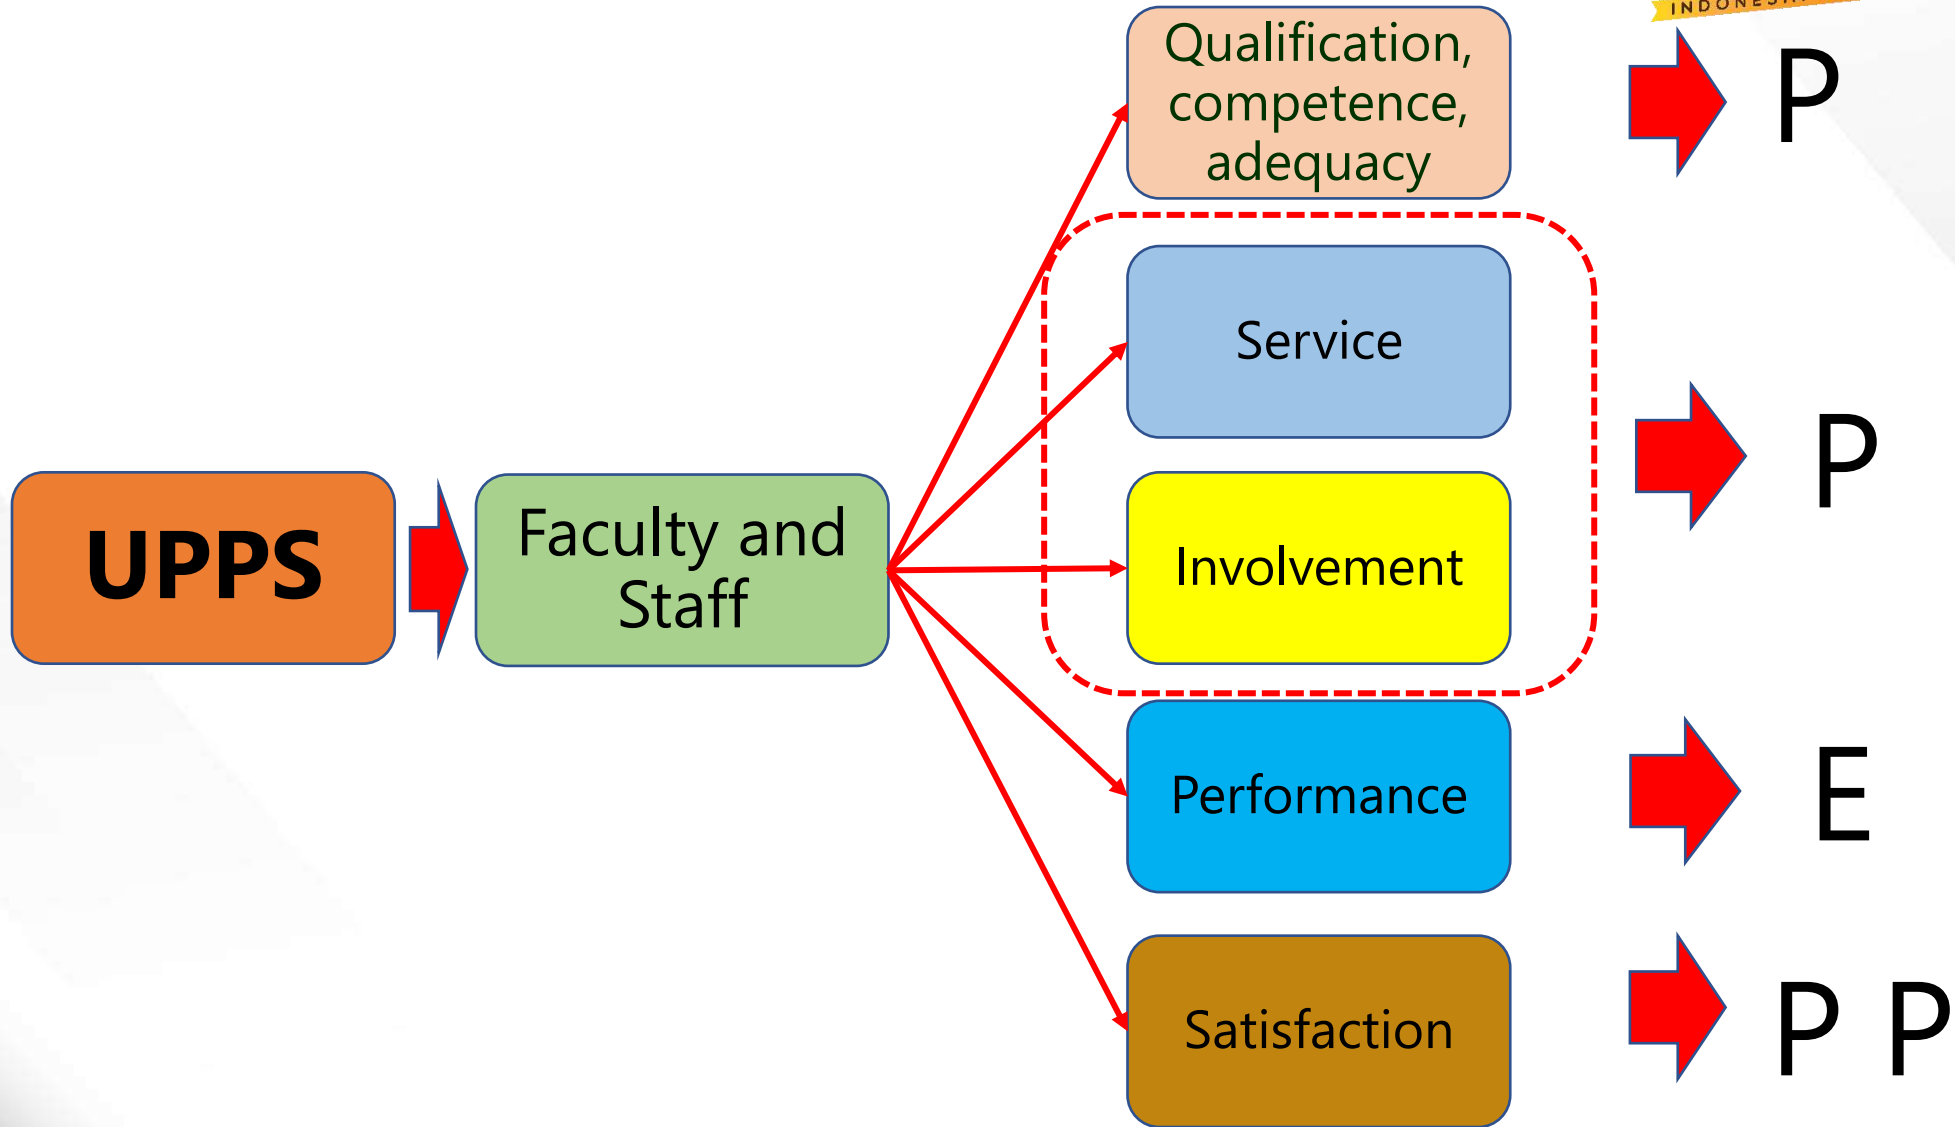 Qualification,
competence,
adequacy
P
Service
P
UPPS
Faculty and
Staff
Involvement
Performance
E
Satisfaction
P P